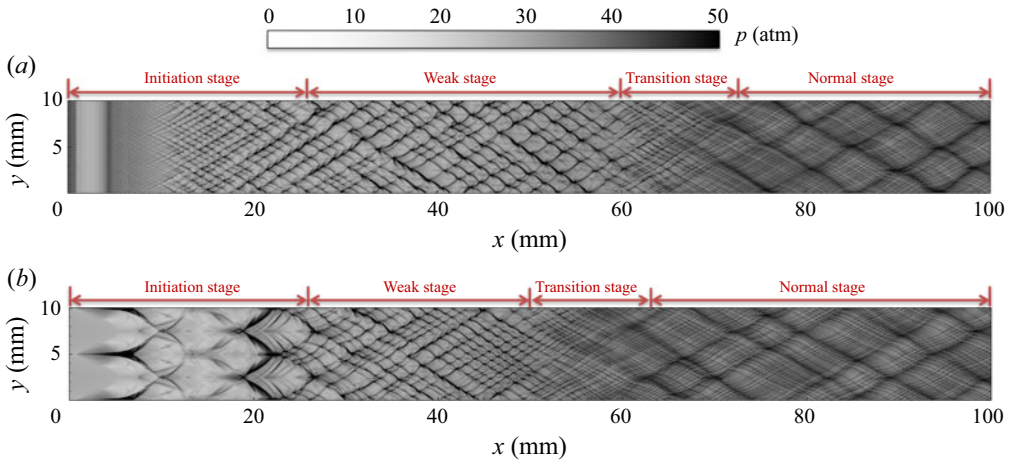 0 10 20 30 40 50
p (atm)
(a)
Initiation stage Weak stage Transition stage Normal stage
10
5
y (mm)
0 20 40 60 80 100
x (mm)
(b)
Initiation stage Weak stage Transition stage Normal stage
10
5
y (mm)
0 20 40 60 80 100
x (mm)